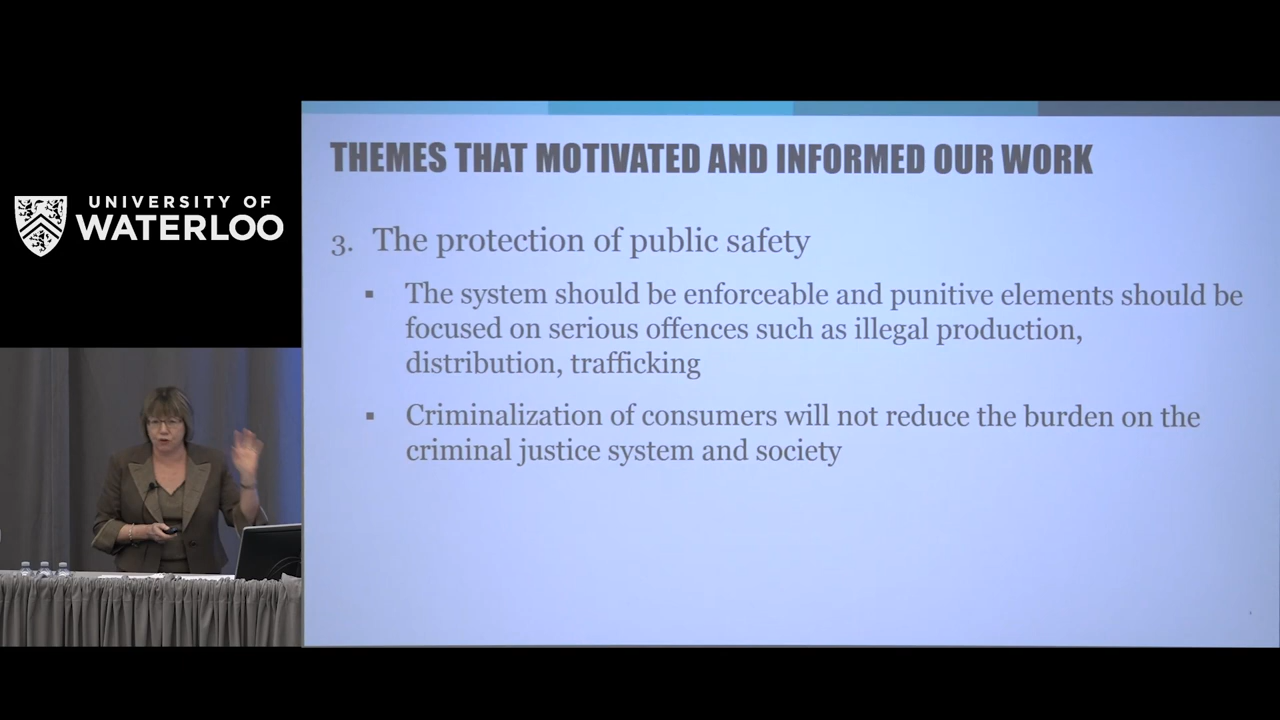 UNIVERSITY OF
WATERLOO
THEMES THAT MOTIVATED AND INFORMED OUR WORK
3. The protection of public safety
▪ The system should be enforceable and punitive elements should be
focused on serious offences such as illegal production,
distribution, trafficking
▪ Criminalization of consumers will not reduce the burden on the
criminal justice system and society